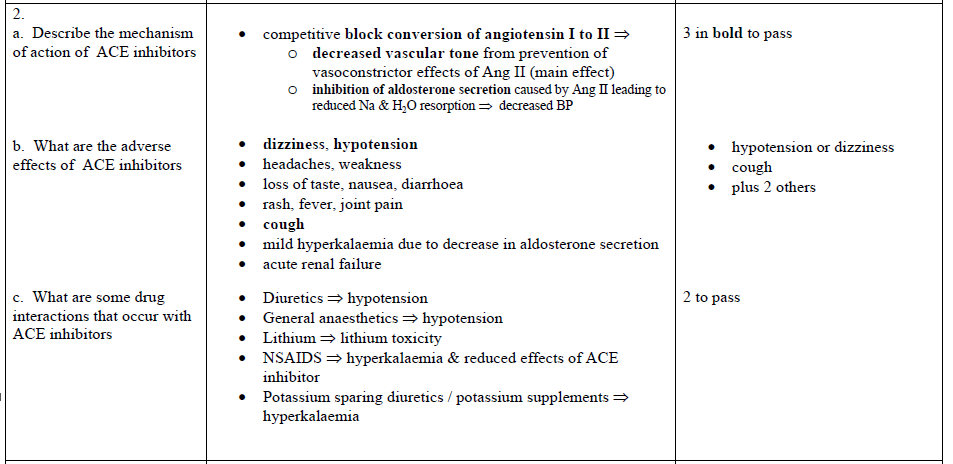 2.
a. Describe the mechanism
of action of ACE inhibitors
• competitive block conversion of angiotensin I to II ⇒
o decreased vascular tone from prevention of
vasoconstrictor effects of Ang II (main effect)
o inhibition of aldosterone secretion caused by Ang II leading to
reduced Na & H₂O resorption ⇒ decreased BP
3 in bold to pass
b. What are the adverse
effects of ACE inhibitors
• dizziness, hypotension
• headaches, weakness
• loss of taste, nausea, diarrhoea
• rash, fever, joint pain
• cough
• mild hyperkalaemia due to decrease in aldosterone secretion
• acute renal failure
• hypotension or dizziness
• cough
• plus 2 others
c. What are some drug
interactions that occur with
ACE inhibitors
• Diuretics ⇒ hypotension
• General anaesthetics ⇒ hypotension
• Lithium ⇒ lithium toxicity
• NSAIDS ⇒ hyperkalaemia & reduced effects of ACE
inhibitor
• Potassium sparing diuretics / potassium supplements ⇒
hyperkalaemia
2 to pass